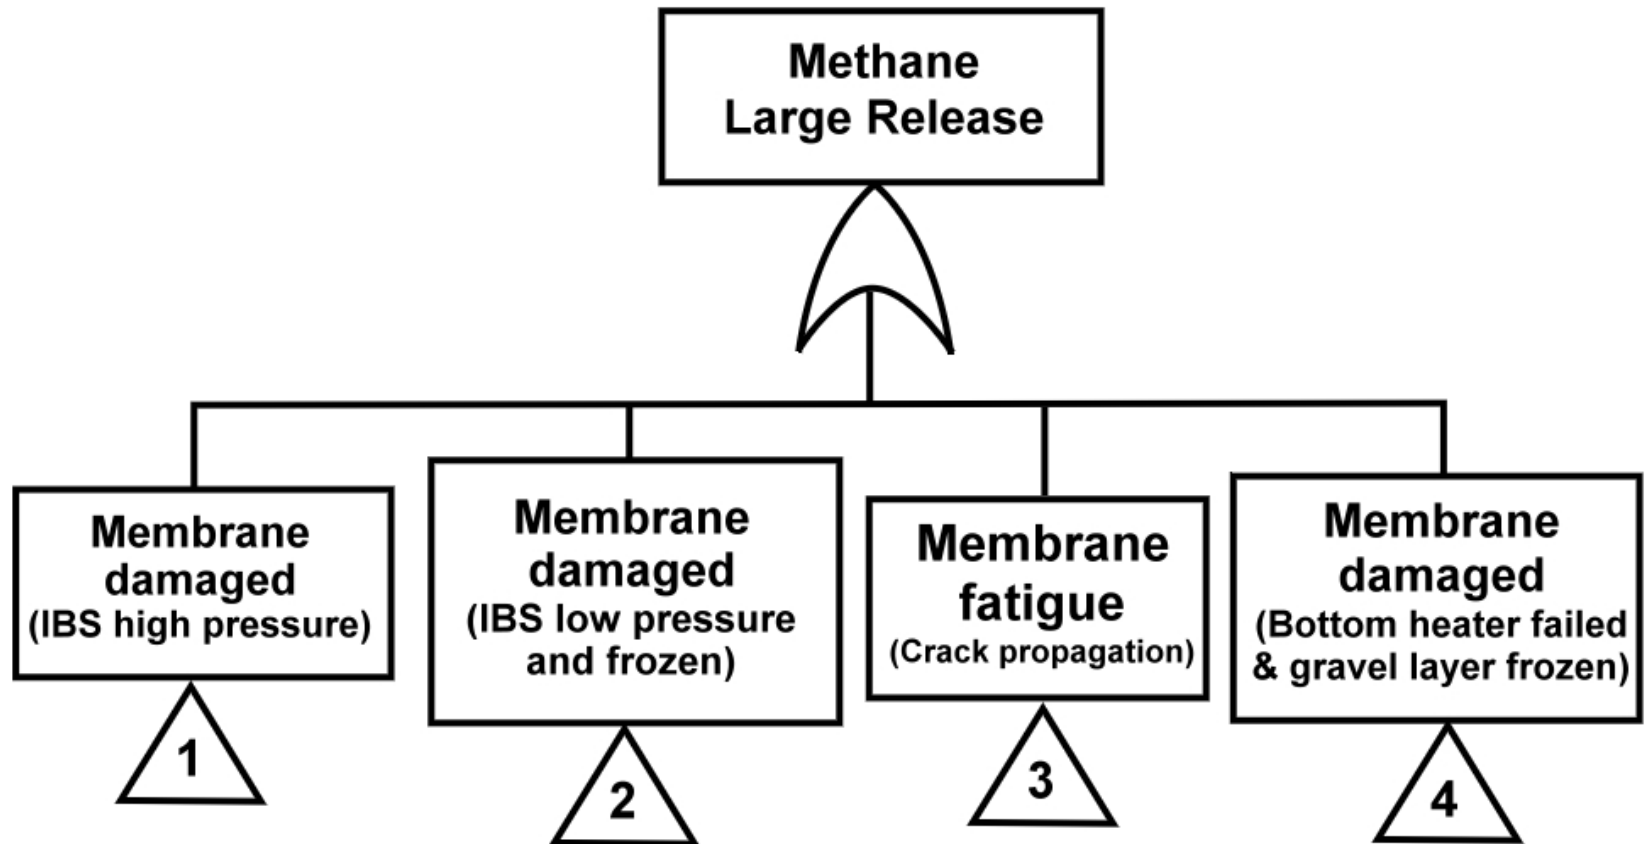 Methane
Large Release
Membrane
damaged
(IBS high pressure)
1
Membrane
damaged
(IBS low pressure
and frozen)
2
Membrane
fatigue
(Crack propagation)
3
Membrane
damaged
(Bottom heater failed
& gravel layer frozen)
4